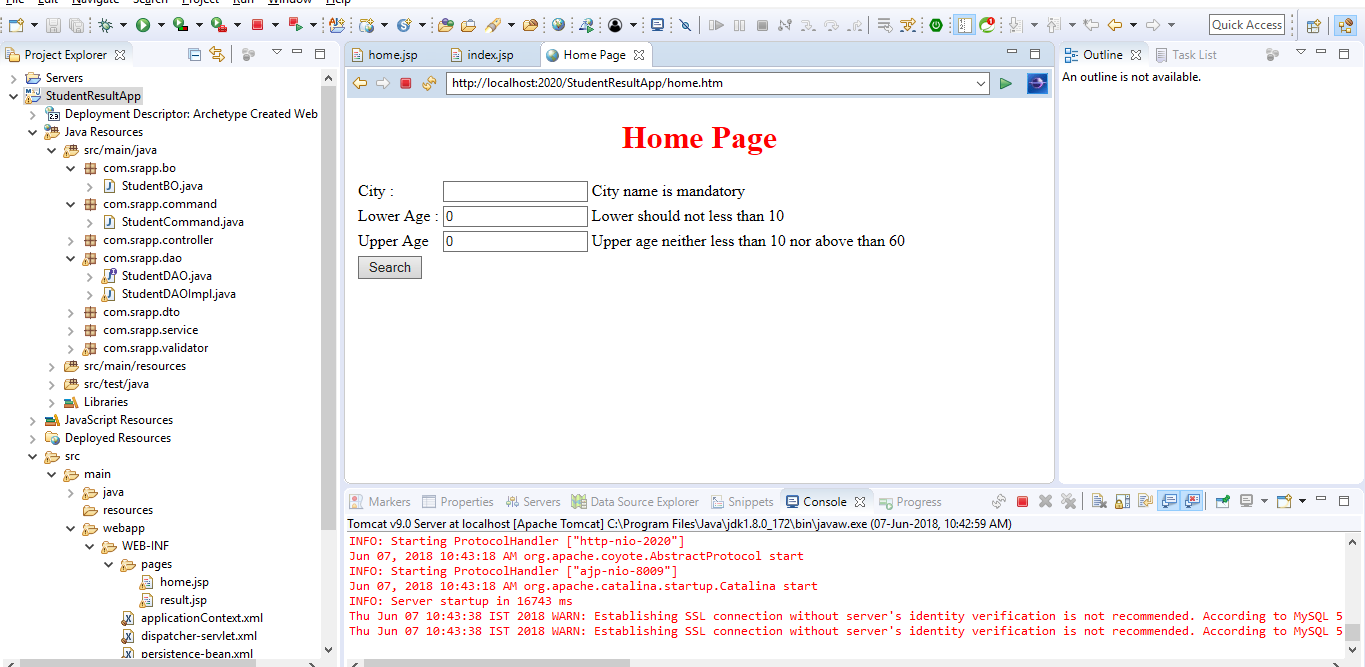 File Edit Navigate Search Project Run Window Help
Quick Access
Project Explorer
Servers
StudentResultApp
Deployment Descriptor: Archetype Created Web
Java Resources
src/main/java
com.srapp.bo
StudentBO.java
com.srapp.command
StudentCommand.java
com.srapp.controller
com.srapp.dao
StudentDAO.java
StudentDAOImpl.java
com.srapp.dto
com.srapp.service
com.srapp.validator
src/main/resources
src/test/java
Libraries
JavaScript Resources
Deployed Resources
src
main
java
resources
webapp
WEB-INF
pages
home.jsp
result.jsp
applicationContext.xml
dispatcher-servlet.xml
persistence-bean.xml
home.jsp index.jsp Home Page
http://localhost:2020/StudentResultApp/home.htm
Home Page
City : City name is mandatory
Lower Age : 0 Lower should not less than 10
Upper Age 0 Upper age neither less than 10 nor above than 60
Search
Outline Task List
An outline is not available.
Markers Properties Servers Data Source Explorer Snippets Console Progress
Tomcat v9.0 Server at localhost [Apache Tomcat] C:\Program Files\Java\jdk1.8.0_172\bin\javaw.exe (07-Jun-2018, 10:42:59 AM)
INFO: Starting ProtocolHandler ["http-nio-2020"]
Jun 07, 2018 10:43:18 AM org.apache.coyote.AbstractProtocol start
INFO: Starting ProtocolHandler ["ajp-nio-8009"]
Jun 07, 2018 10:43:18 AM org.apache.catalina.startup.Catalina start
INFO: Server startup in 16743 ms
Thu Jun 07 10:43:38 IST 2018 WARN: Establishing SSL connection without server's identity verification is not recommended. According to MySQL 5
Thu Jun 07 10:43:38 IST 2018 WARN: Establishing SSL connection without server's identity verification is not recommended. According to MySQL 5